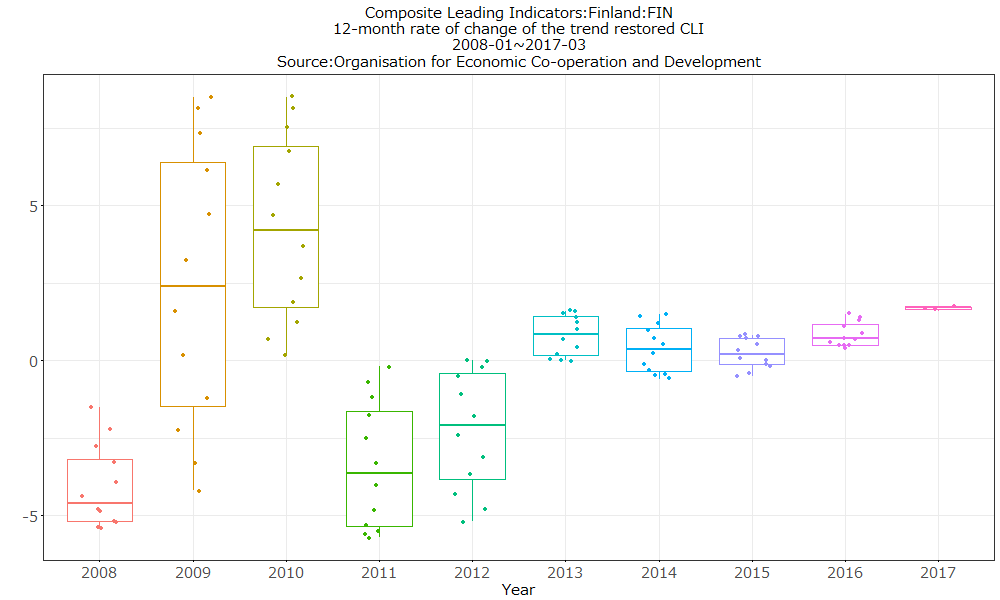 Composite Leading Indicators:Finland:FIN
12-month rate of change of the trend restored CLI
2008-01~2017-03
Source:Organisation for Economic Co-operation and Development
5
0
-5
2008 2009 2010 2011 2012 2013 2014 2015 2016 2017
Year